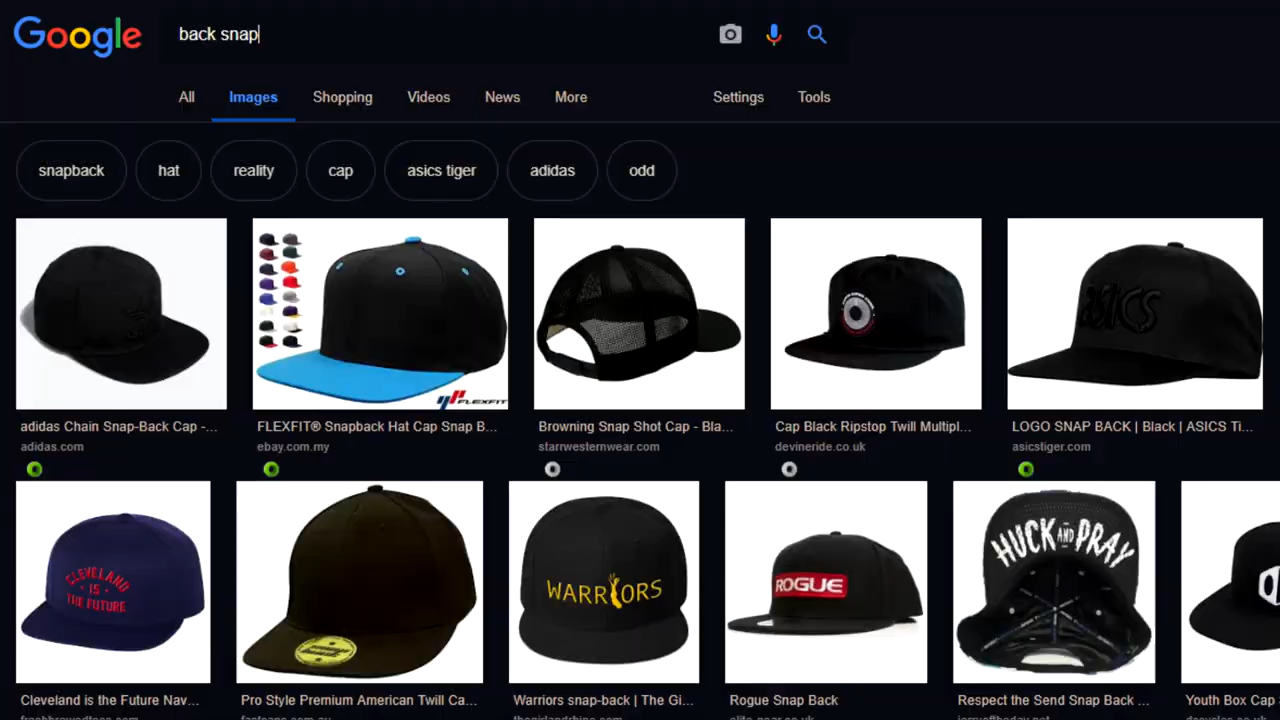 Google
back snap
All Images Shopping Videos News More Settings Tools
snapback hat reality cap asics tiger adidas odd
FLEXFIT
asics
adidas Chain Snap-Back Cap -... FLEXFIT® Snapback Hat Cap Snap B... Browning Snap Shot Cap - Bla... Cap Black Ripstop Twill Multipl... LOGO SNAP BACK | Black | ASICS Ti...
adidas.com ebay.com.my starrwesternwear.com devineride.co.uk asicstiger.com
CLEVELAND
· IS ·
THE FUTURE
WARRIORS
ROGUE
HUCK AND PRAY
Cleveland is the Future Nav... Pro Style Premium American Twill Ca... Warriors snap-back | The Gi... Rogue Snap Back Respect the Send Snap Back ... Youth Box Cap